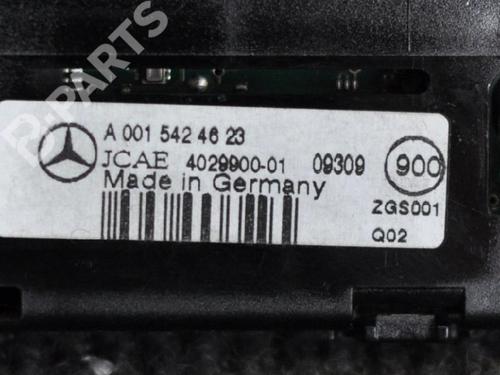 B-PARTS
A 001 542 46 23
JCAE 4029900-01 09309 900
Made in Germany
ZGS001
Q02